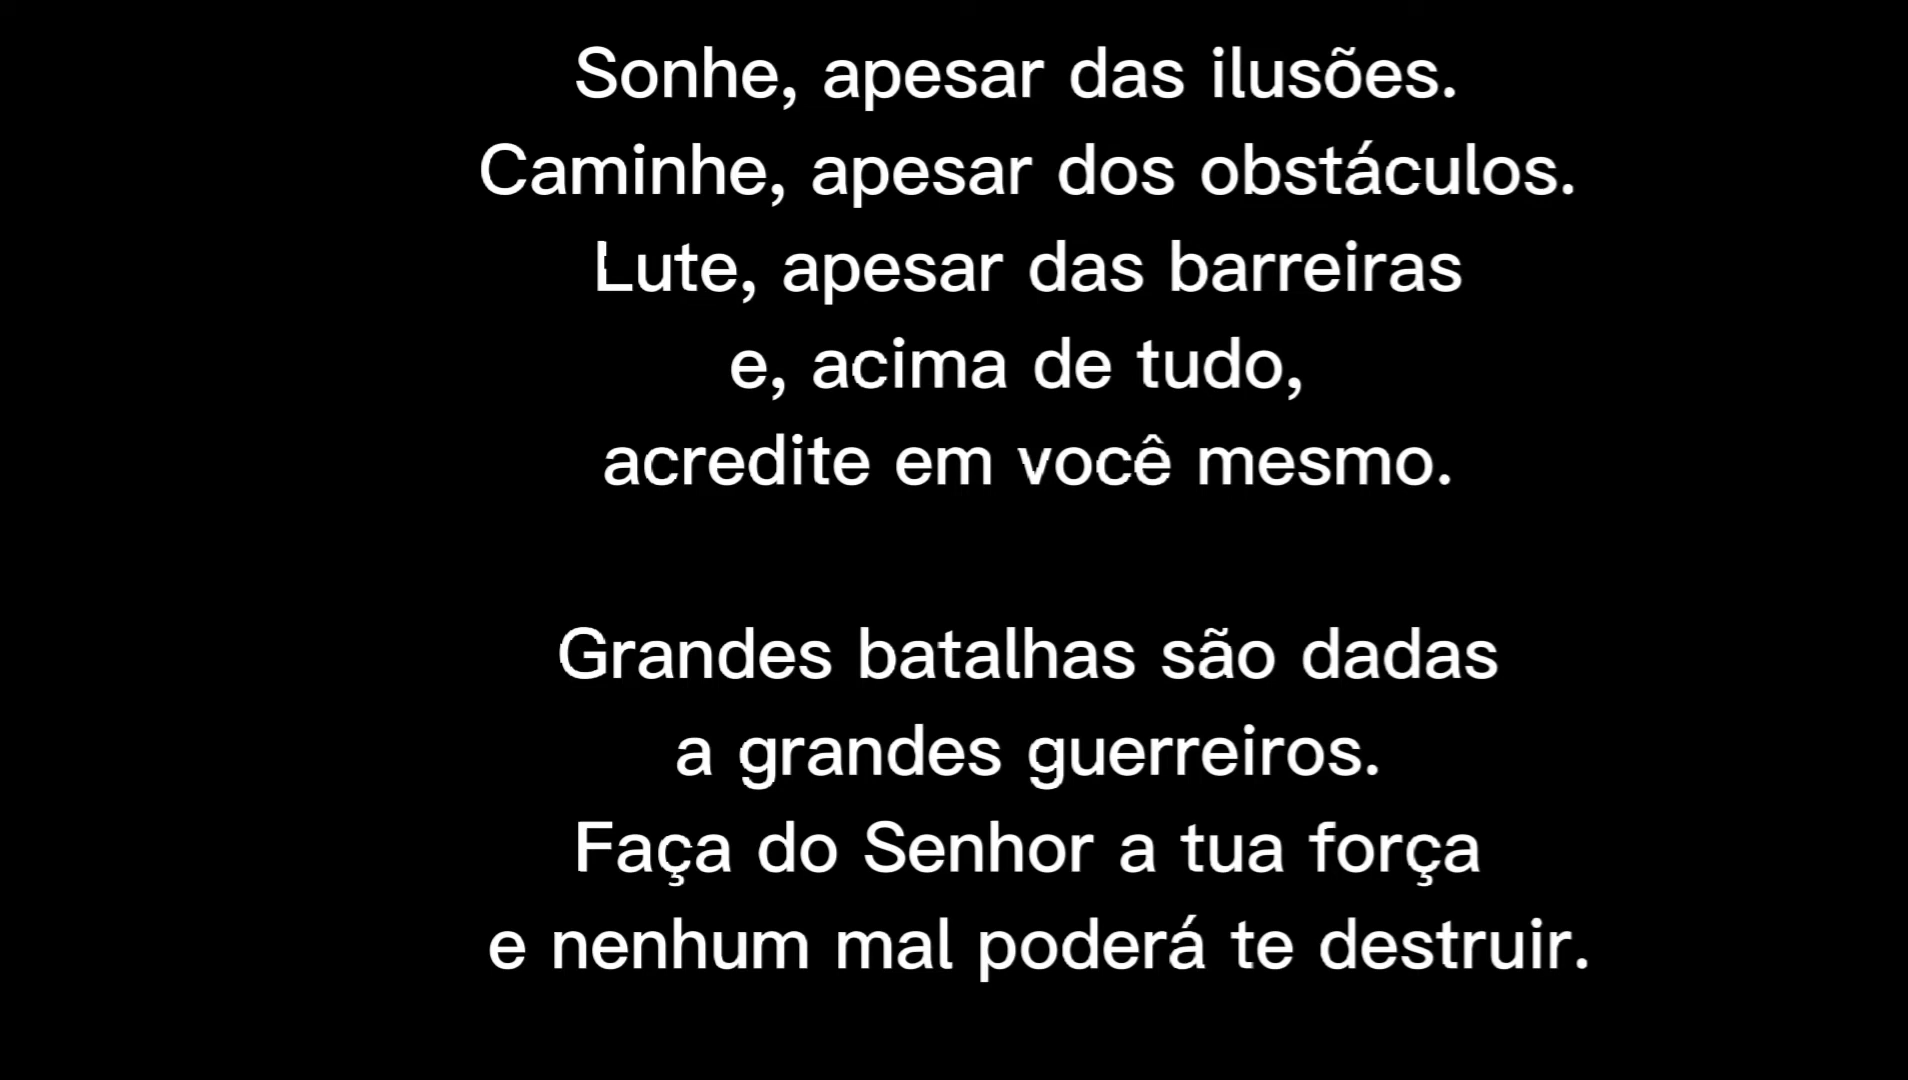 Sonhe, apesar das ilusões.
Caminhe, apesar dos obstáculos.
Lute, apesar das barreiras
e, acima de tudo,
acredite em você mesmo.
Grandes batalhas são dadas
a grandes guerreiros.
Faça do Senhor a tua força
e nenhum mal poderá te destruir.